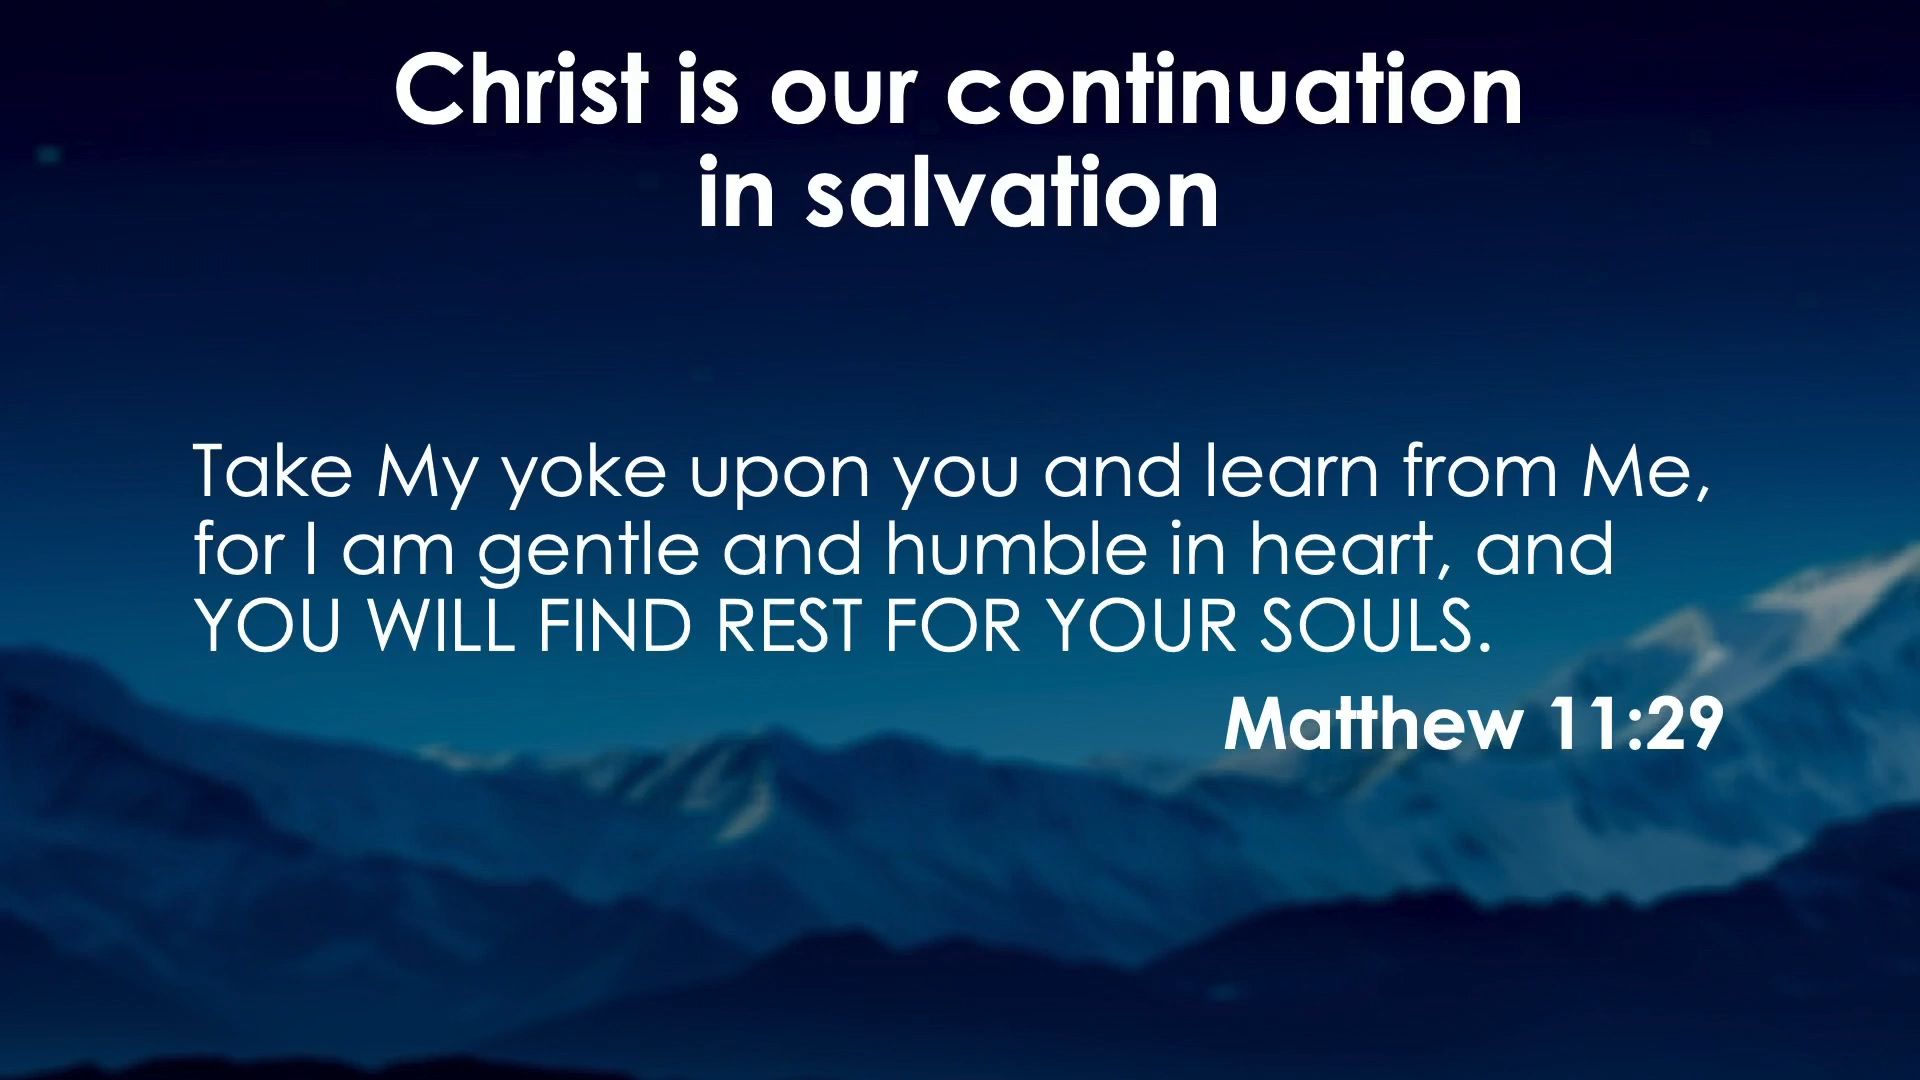 Christ is our continuation
in salvation
Take My yoke upon you and learn from Me,
for I am gentle and humble in heart, and
YOU WILL FIND REST FOR YOUR SOULS.
Matthew 11:29